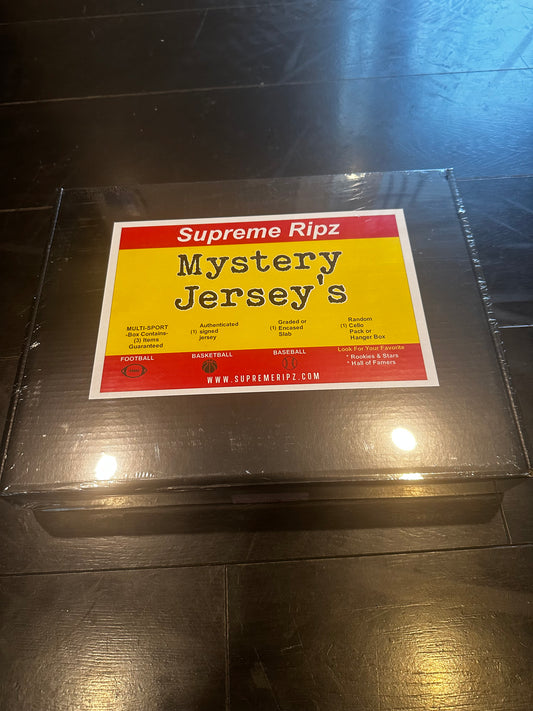 Supreme Ripz
Mystery
Jersey's
MULTI-SPORT
-Box Contains-
(3) Items
Guaranteed
Authenticated
(1) signed
jersey
Graded or
(1) Encased
Slab
Random
(1) Cello
Pack or
Hanger Box
FOOTBALL
BASKETBALL
BASEBALL
Look For Your Favorite
* Rookies & Stars
* Hall of Famers
WWW.SUPREMERIPZ.COM